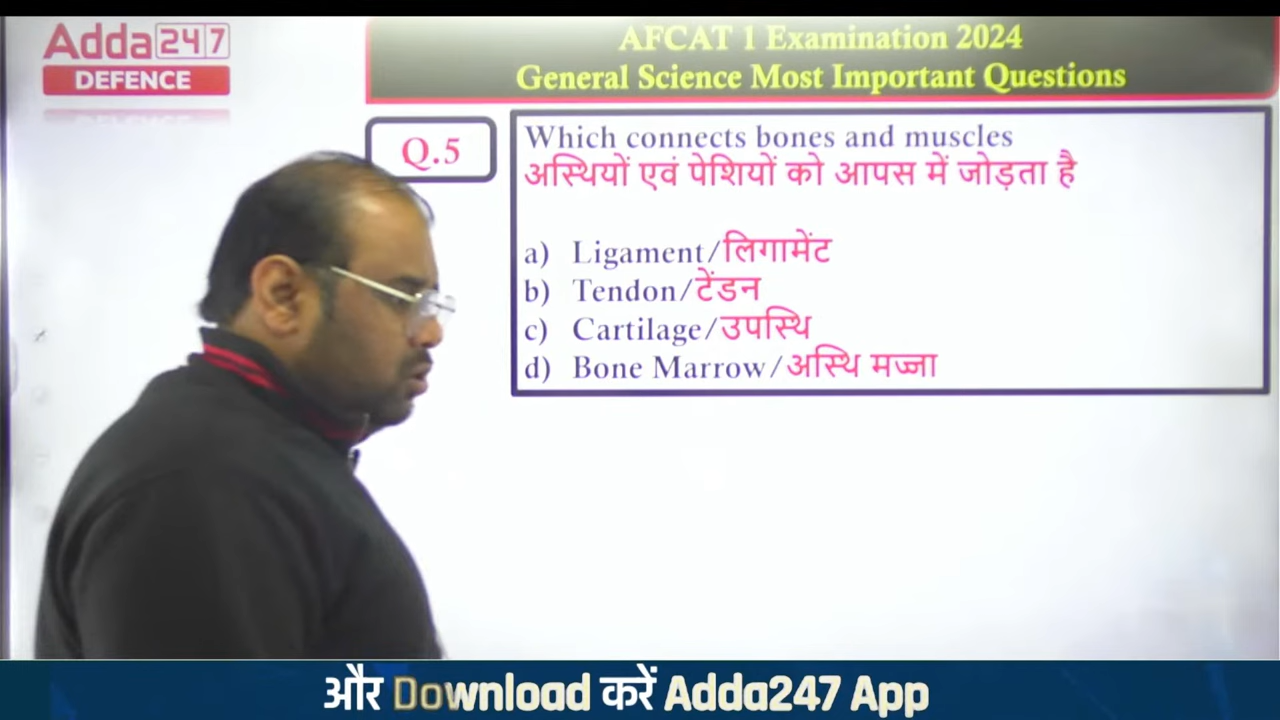 Adda247
DEFENCE
AFCAT 1 Examination 2024
General Science Most Important Questions
Q.5
Which connects bones and muscles
अस्थियों एवं पेशियों को आपस में जोड़ता है
a) Ligament/लिगामेंट
b) Tendon/टेंडन
c) Cartilage/उपस्थि
d) Bone Marrow/अस्थि मज्जा
और Download करें Adda247 App